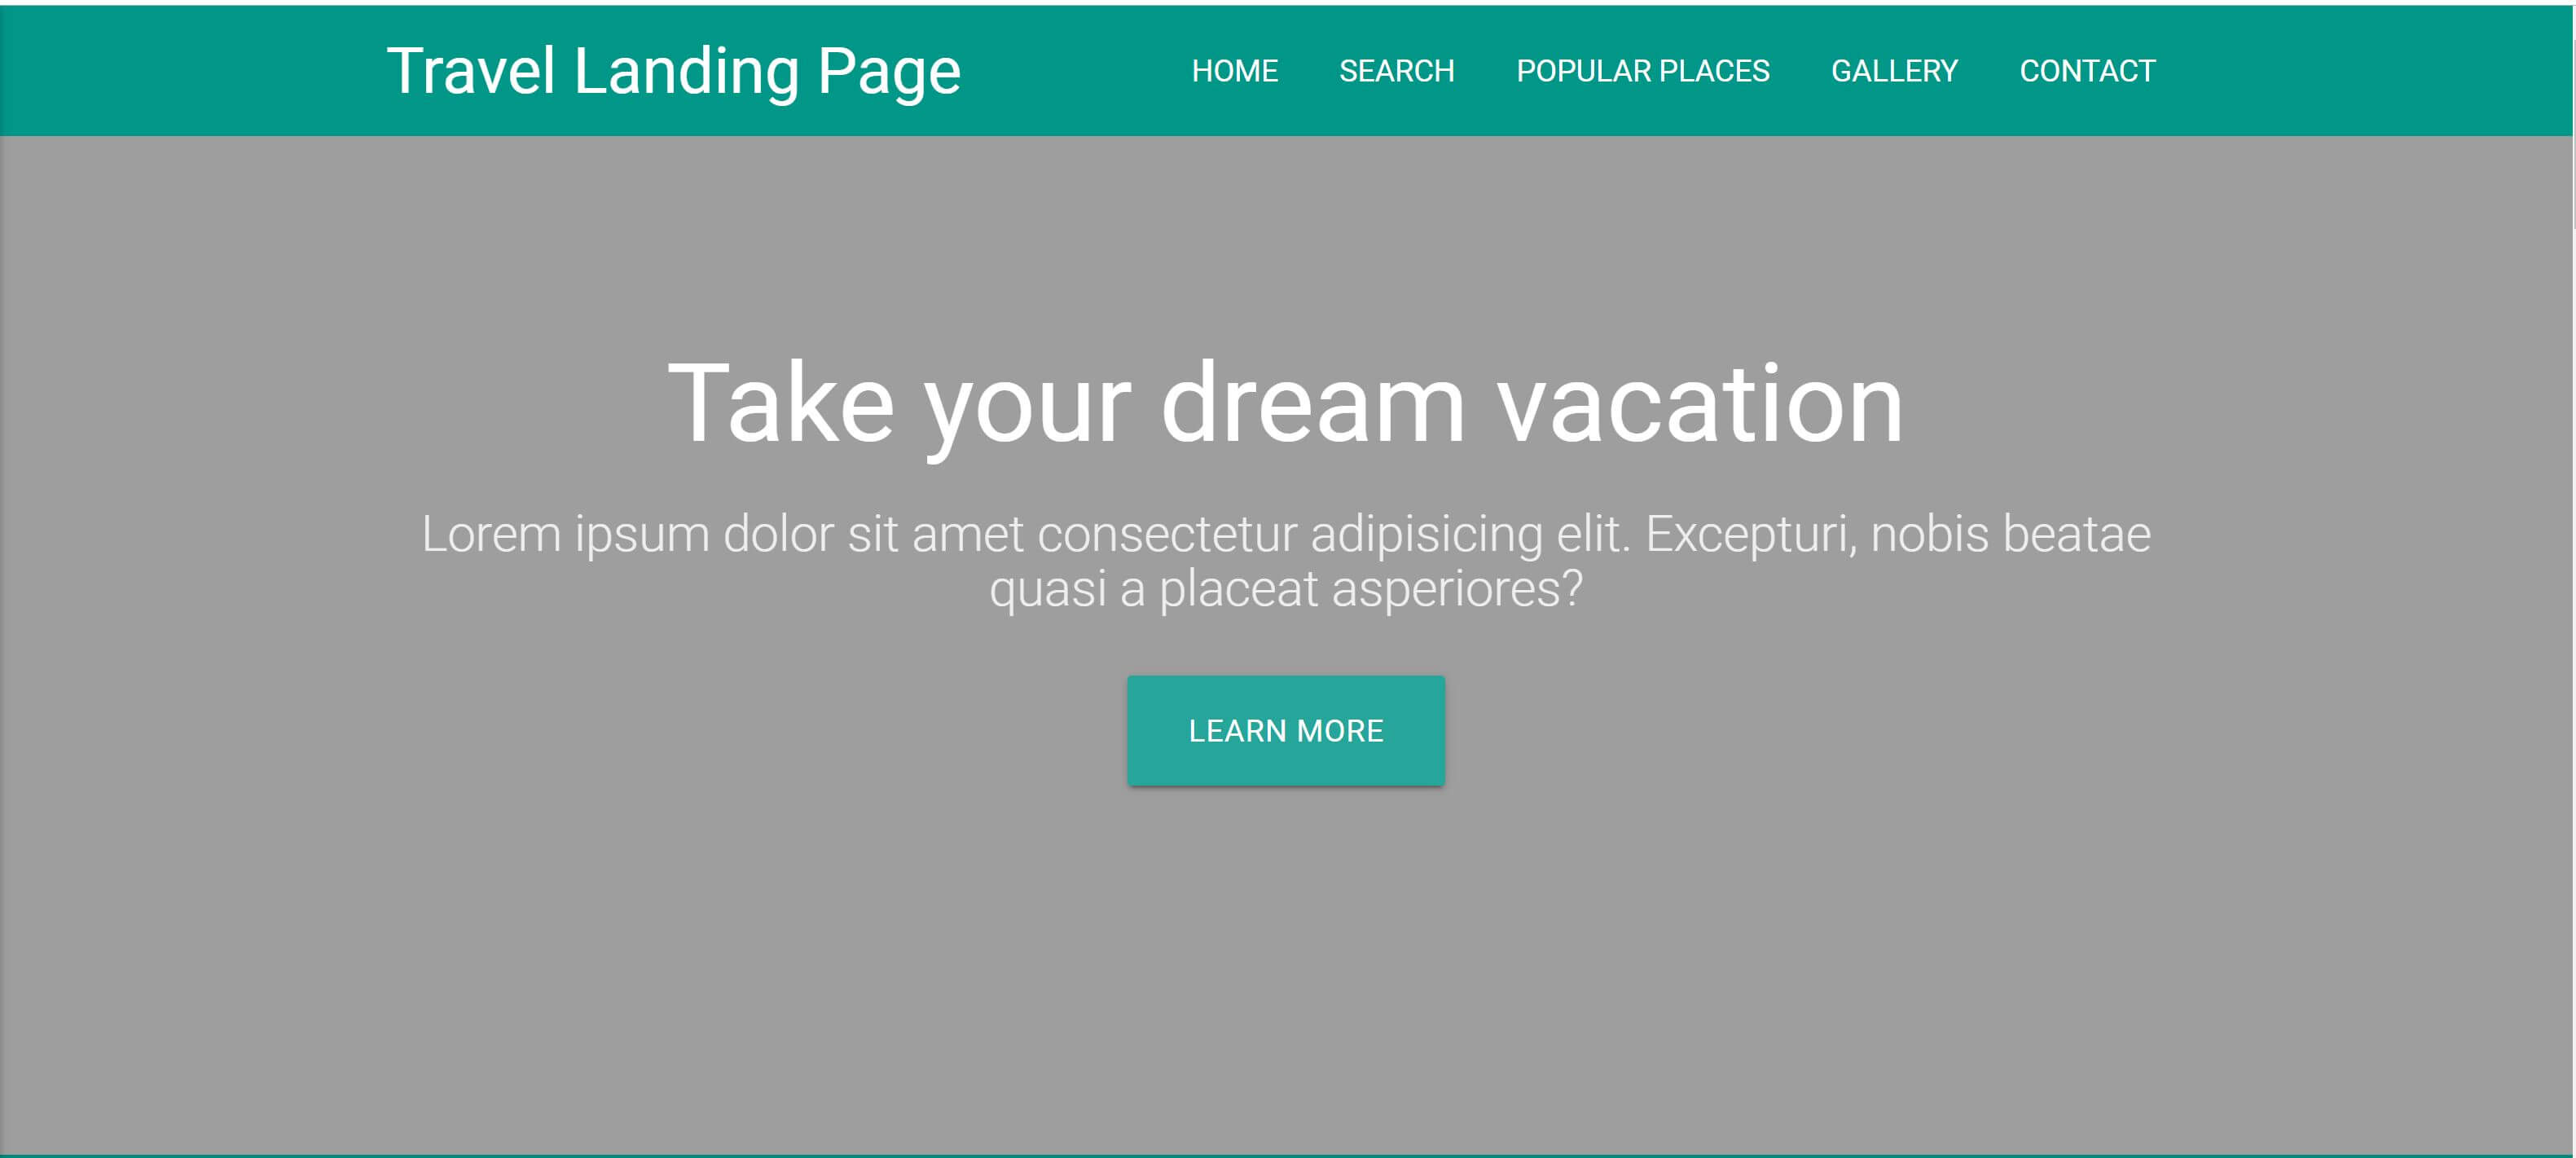 Travel Landing Page
HOME SEARCH POPULAR PLACES GALLERY CONTACT
Take your dream vacation
Lorem ipsum dolor sit amet consectetur adipisicing elit. Excepturi, nobis beatae
quasi a placeat asperiores?
LEARN MORE